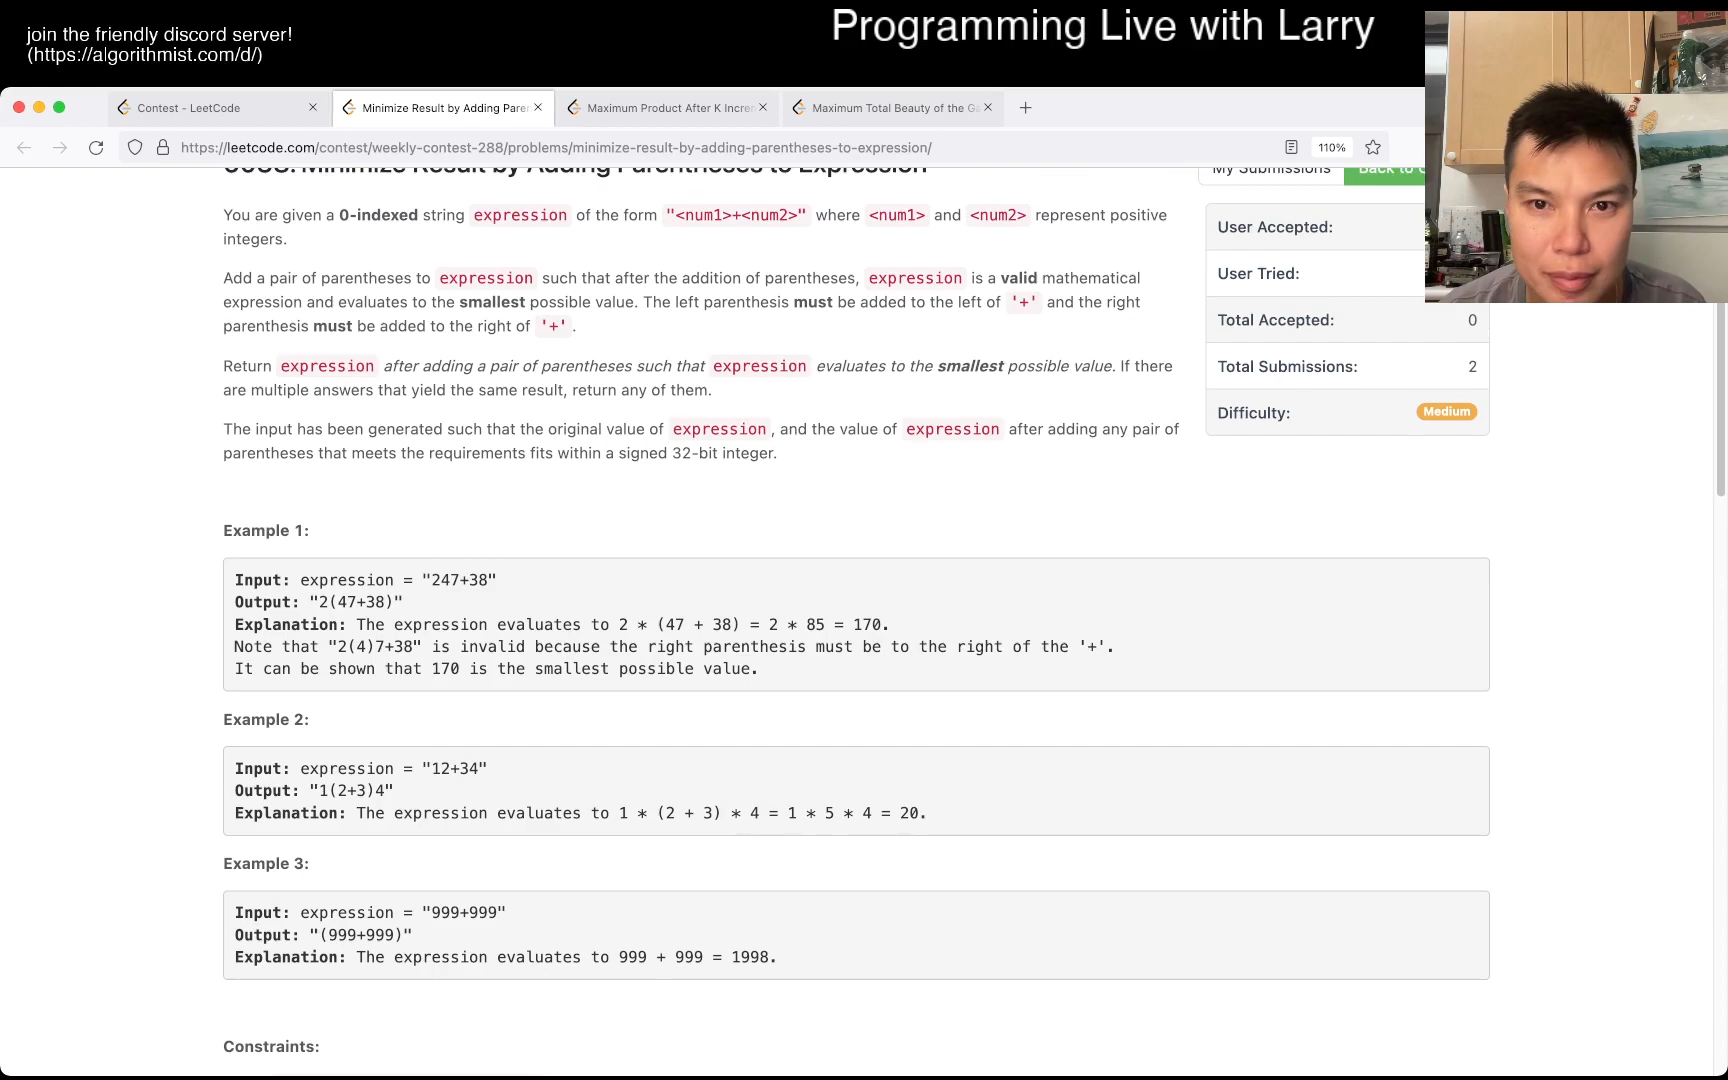 join the friendly discord server!
(https://algorithmist.com/d/)
Programming Live with Larry
Contest - LeetCode
Minimize Result by Adding Paren
Maximum Product After K Increm
Maximum Total Beauty of the Ga
https://leetcode.com/contest/weekly-contest-288/problems/minimize-result-by-adding-parentheses-to-expression/
110%
Minimize Result by Adding Parentheses to Expression
My Submissions
Back to C
You are given a 0-indexed string expression of the form "<num1>+<num2>" where <num1> and <num2> represent positive
integers.
Add a pair of parentheses to expression such that after the addition of parentheses, expression is a valid mathematical
expression and evaluates to the smallest possible value. The left parenthesis must be added to the left of '+' and the right
parenthesis must be added to the right of '+'.
Return expression after adding a pair of parentheses such that expression evaluates to the smallest possible value. If there
are multiple answers that yield the same result, return any of them.
The input has been generated such that the original value of expression, and the value of expression after adding any pair of
parentheses that meets the requirements fits within a signed 32-bit integer.
User Accepted:
User Tried:
Total Accepted: 0
Total Submissions: 2
Difficulty: Medium
Example 1:
Input: expression = "247+38"
Output: "2(47+38)"
Explanation: The expression evaluates to 2 * (47 + 38) = 2 * 85 = 170.
Note that "2(4)7+38" is invalid because the right parenthesis must be to the right of the '+'.
It can be shown that 170 is the smallest possible value.
Example 2:
Input: expression = "12+34"
Output: "1(2+3)4"
Explanation: The expression evaluates to 1 * (2 + 3) * 4 = 1 * 5 * 4 = 20.
Example 3:
Input: expression = "999+999"
Output: "(999+999)"
Explanation: The expression evaluates to 999 + 999 = 1998.
Constraints: